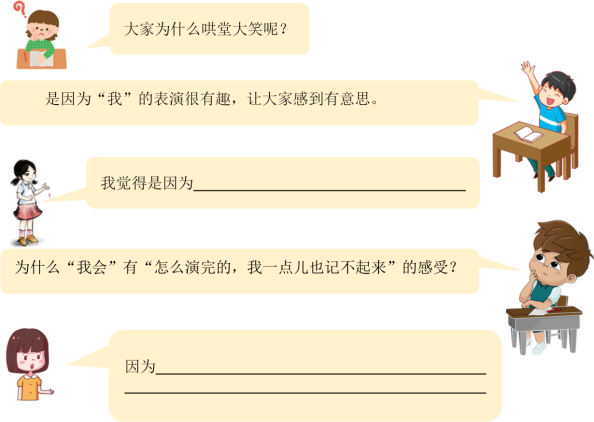 大家为什么哄堂大笑呢？
是因为“我”的表演很有趣，让大家感到有意思。
我觉得是因为
为什么“我会”有“怎么演完的，我一点儿也记不起来”的感受？
因为